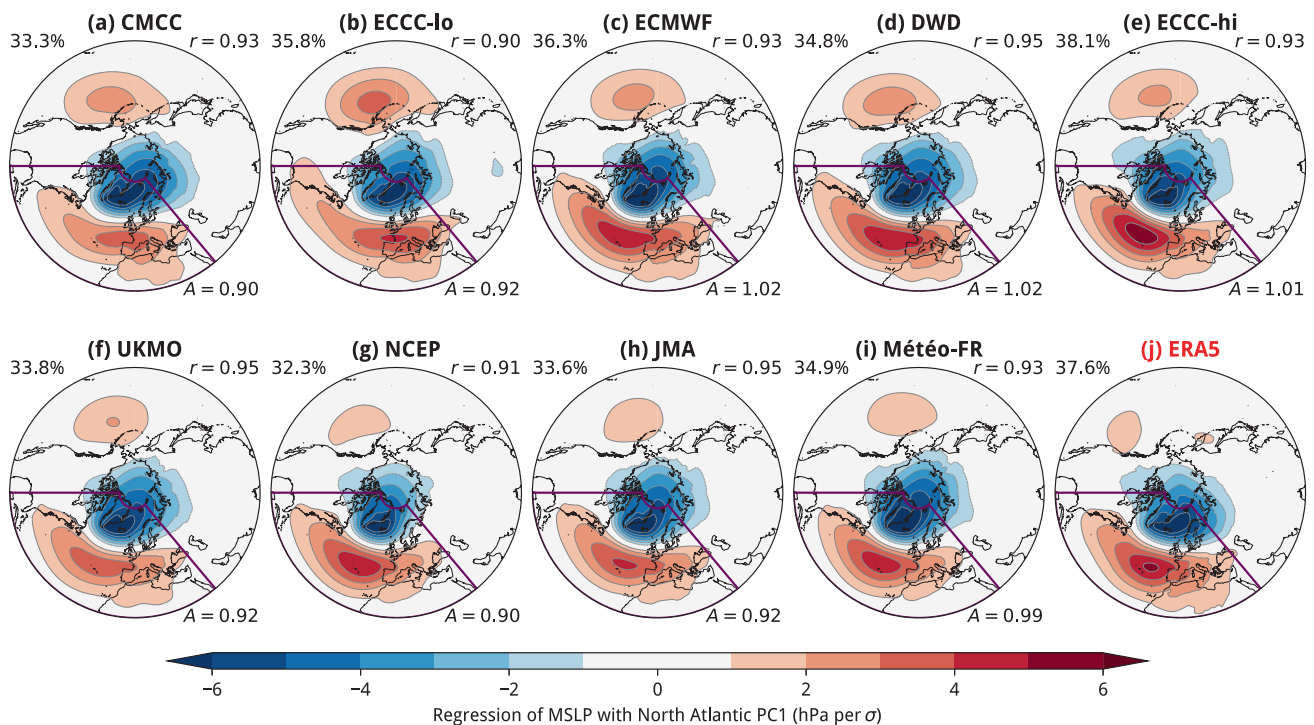 (a) CMCC
33.3%
r = 0.93
A = 0.90
(b) ECCC-lo
35.8%
r = 0.90
A = 0.92
(c) ECMWF
36.3%
r = 0.93
A = 1.02
(d) DWD
34.8%
r = 0.95
A = 1.02
(e) ECCC-hi
38.1%
r = 0.93
A = 1.01
(f) UKMO
33.8%
r = 0.95
A = 0.92
(g) NCEP
32.3%
r = 0.91
A = 0.90
(h) JMA
33.6%
r = 0.95
A = 0.92
(i) Météo-FR
34.9%
r = 0.93
A = 0.99
(j) ERA5
37.6%
−6 −4 −2 0 2 4 6
Regression of MSLP with North Atlantic PC1 (hPa per σ)